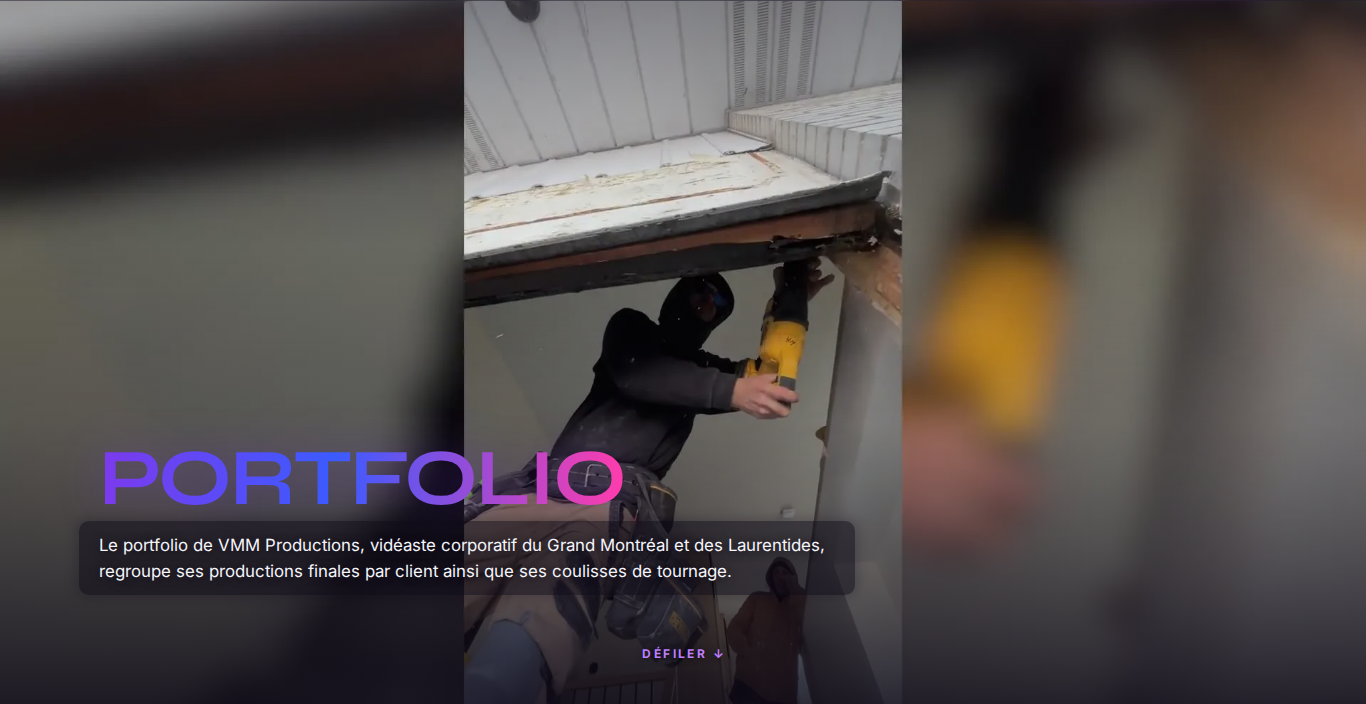 PORTFOLIO
Le portfolio de VMM Productions, vidéaste corporatif du Grand Montréal et des Laurentides,
regroupe ses productions finales par client ainsi que ses coulisses de tournage.
DÉFILER ↓